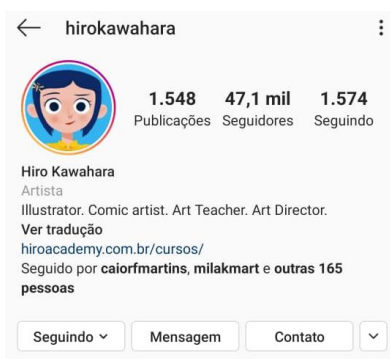 hirokawahara
1.548 47,1 mil 1.574
Publicações Seguidores Seguindo
Hiro Kawahara
Artista
Illustrator. Comic artist. Art Teacher. Art Director.
Ver tradução
hiroacademy.com.br/cursos/
Seguido por caiorfmartins, milakmart e outras 165
pessoas
Seguindo Mensagem Contato